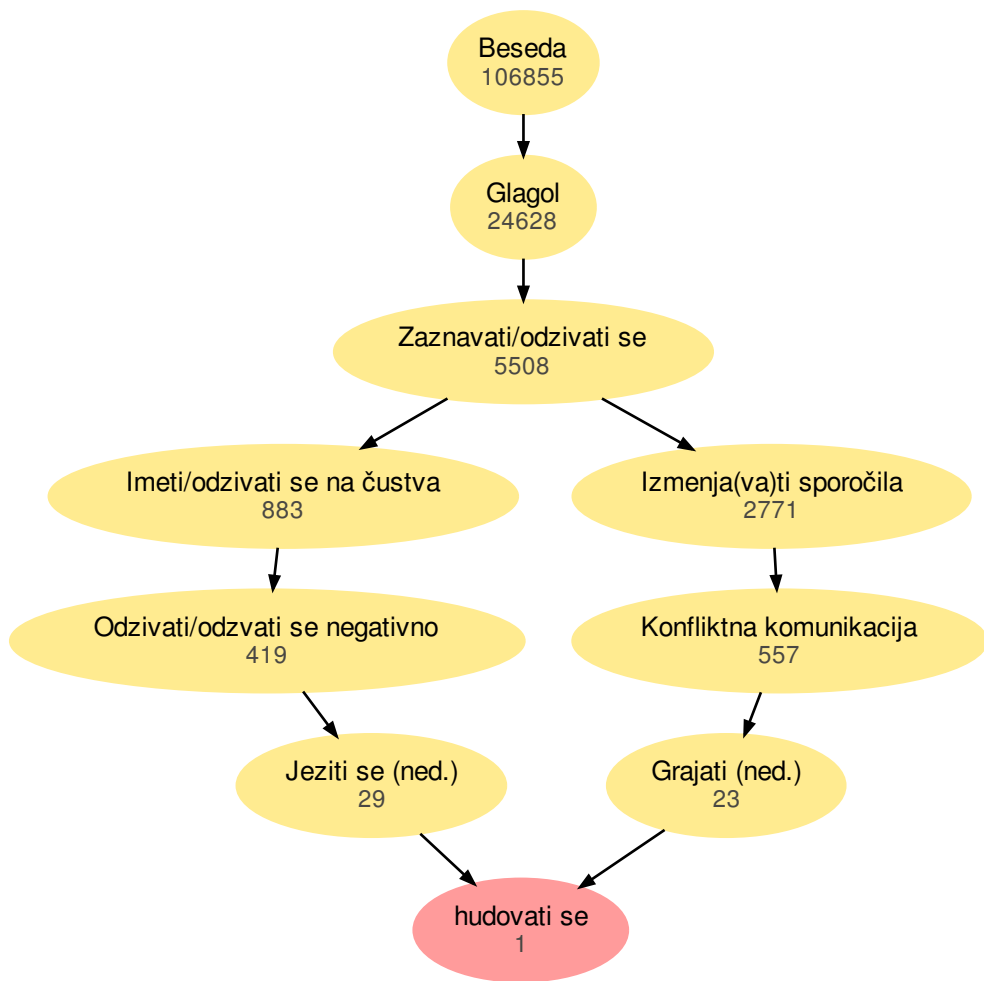 Beseda
106855
Glagol
24628
Zaznavati/odzivati se
5508
Imeti/odzivati se na čustva
883
Izmenja(va)ti sporočila
2771
Odzivati/odzvati se negativno
419
Konfliktna komunikacija
557
Jeziti se (ned.)
29
Grajati (ned.)
23
hudovati se
1